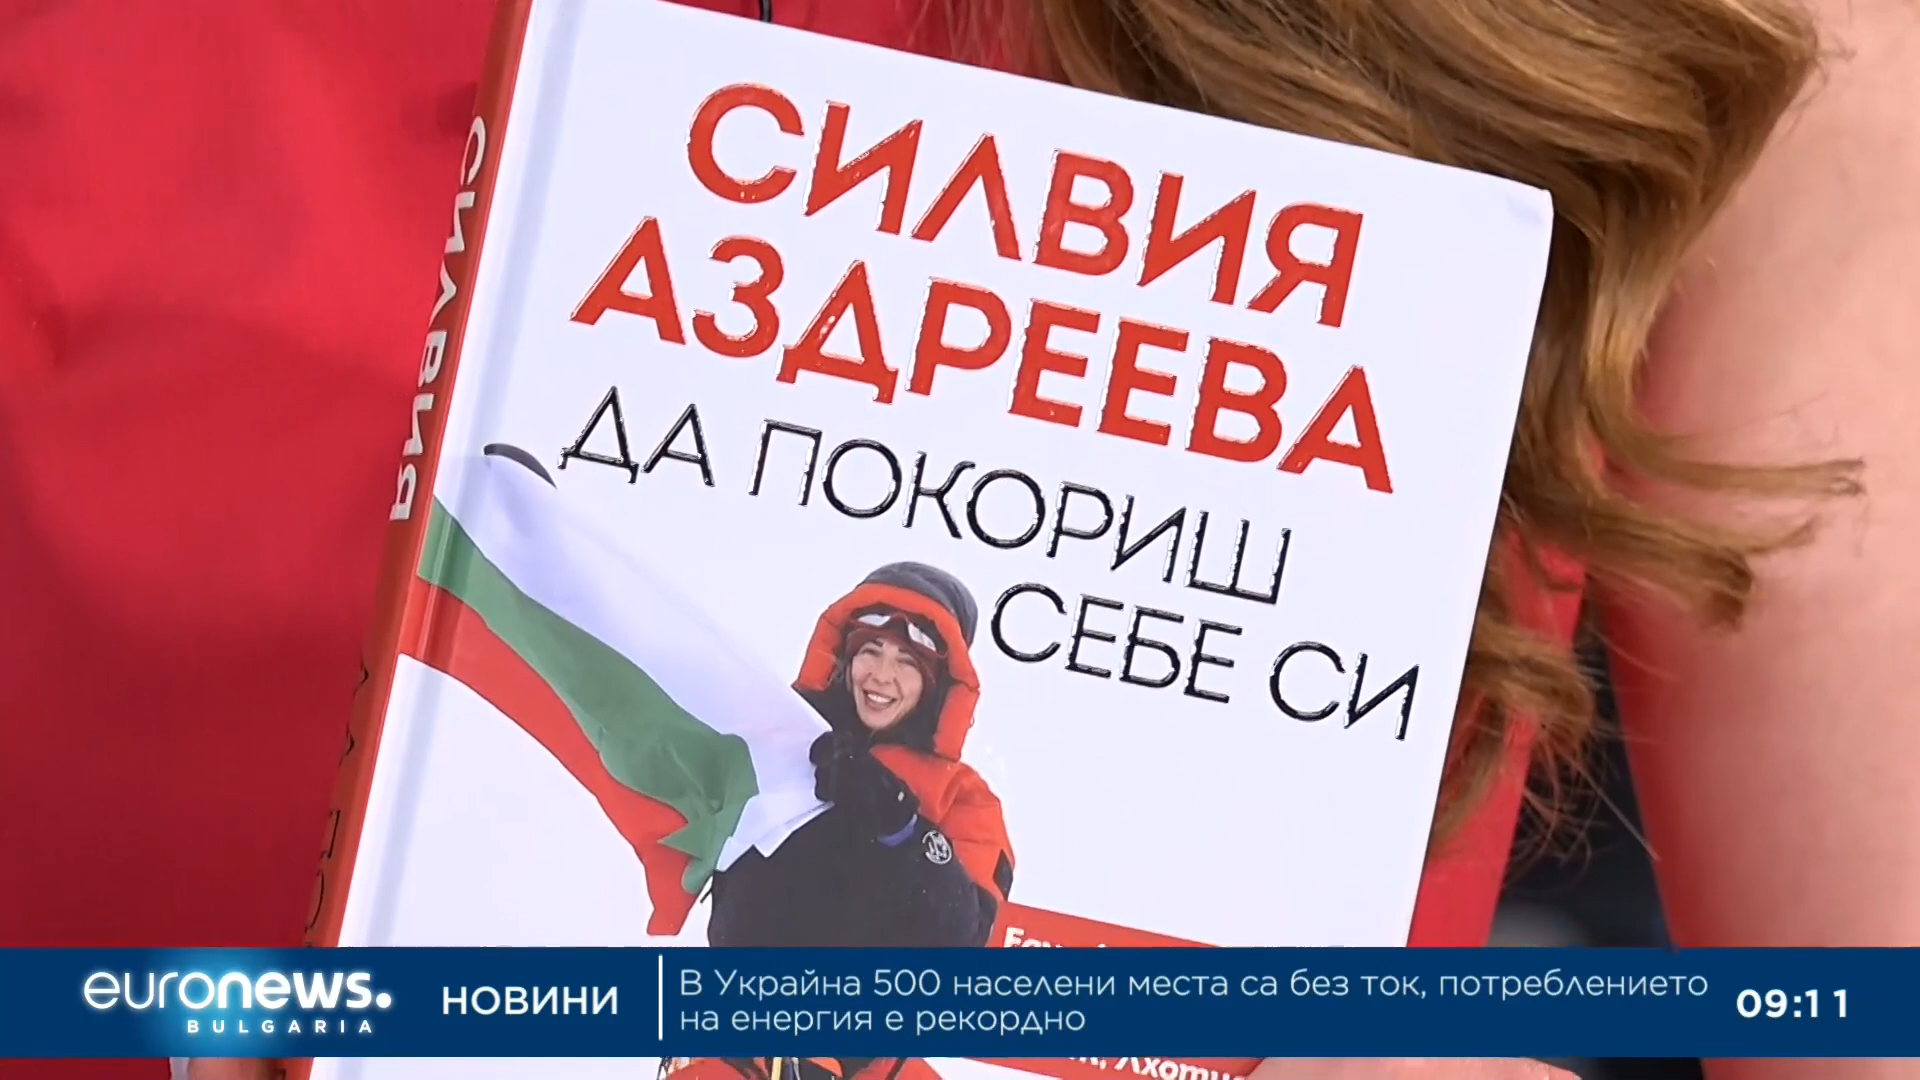 СИЛВИЯ
АЗДРЕЕВА
ДА ПОКОРИШ
СЕБЕ СИ
СИЛВИЯ
euronews.
BULGARIA
НОВИНИ
В Украйна 500 населени места са без ток, потреблението
на енергия е рекордно
09:11